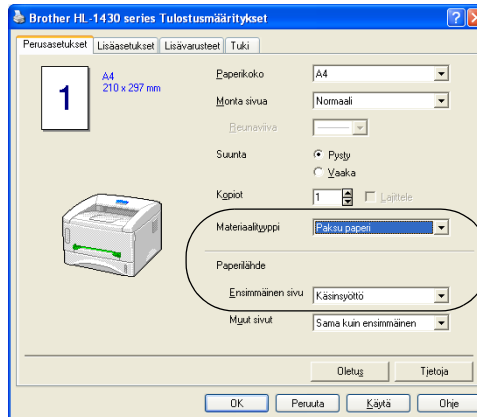 Brother HL-1430 series Tulostusmääritykset
Perusasetukset Lisäasetukset Lisävarusteet Tuki
1
A4
210 x 297 mm
Paperikoko A4
Monta sivua Normaali
Reunaviiva
Suunta Pysty
Vaaka
Kopiot 1 Lajittele
Materiaalityyppi Paksu paperi
Paperilähde
Ensimmäinen sivu Käsinsyöttö
Muut sivut Sama kuin ensimmäinen
Oletus Tietoja
OK Peruuta Käytä Ohje